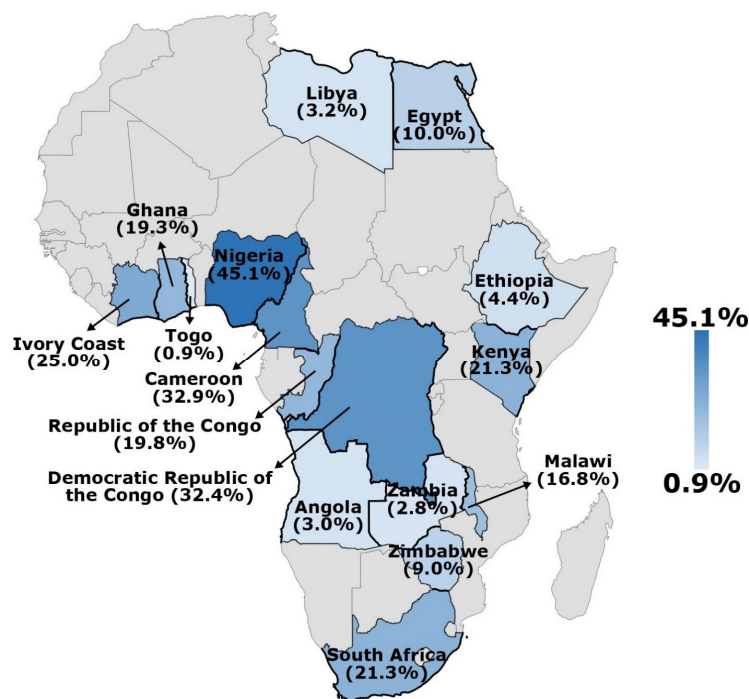 Libya
(3.2%)
Egypt
(10.0%)
Ghana
(19.3%)
Nigeria
(45.1%)
Ethiopia
(4.4%)
Ivory Coast
(25.0%)
Togo
(0.9%)
Cameroon
(32.9%)
Kenya
(21.3%)
Republic of the Congo
(19.8%)
Democratic Republic of
the Congo (32.4%)
Malawi
(16.8%)
Angola
(3.0%)
Zambia
(2.8%)
Zimbabwe
(9.0%)
South Africa
(21.3%)
45.1%
0.9%